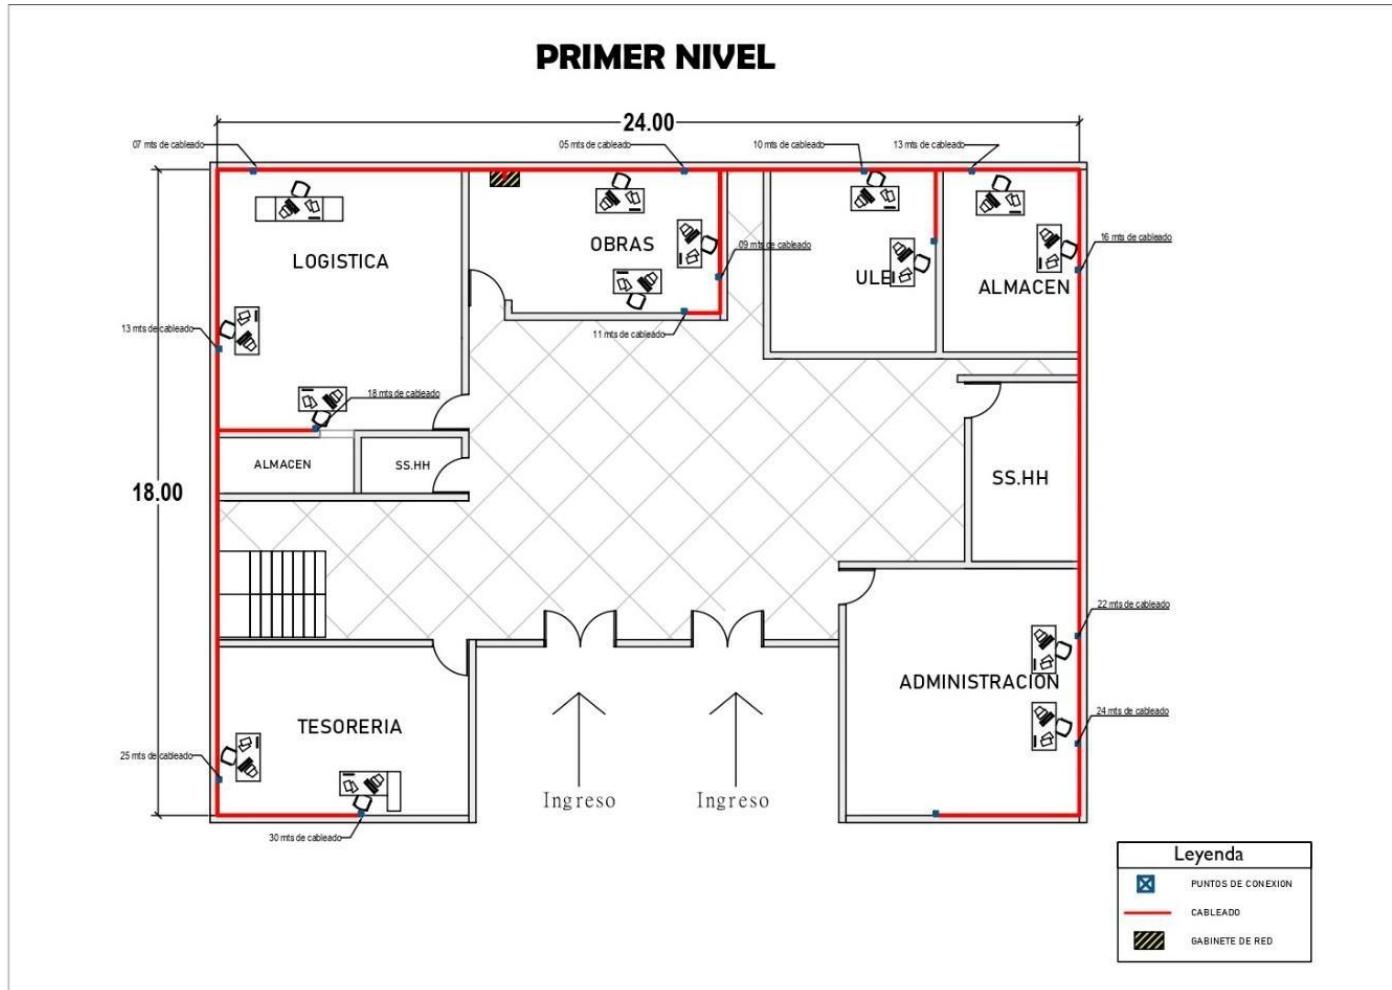 PRIMER NIVEL
24.00
07 mts de cableado
05 mts de cableado
10 mts de cableado
13 mts de cableado
OBRAS
09 mts de cableado
16 mts de cableado
LOGISTICA
ULE
ALMACEN
13 mts de cableado
11 mts de cableado
18 mts de cableado
ALMACEN
SS.HH
SS.HH
18.00
22 mts de cableado
ADMINISTRACION
24 mts de cableado
TESORERIA
25 mts de cableado
Ingreso
Ingreso
30 mts de cableado
Leyenda
PUNTOS DE CONEXION
CABLEADO
GABINETE DE RED